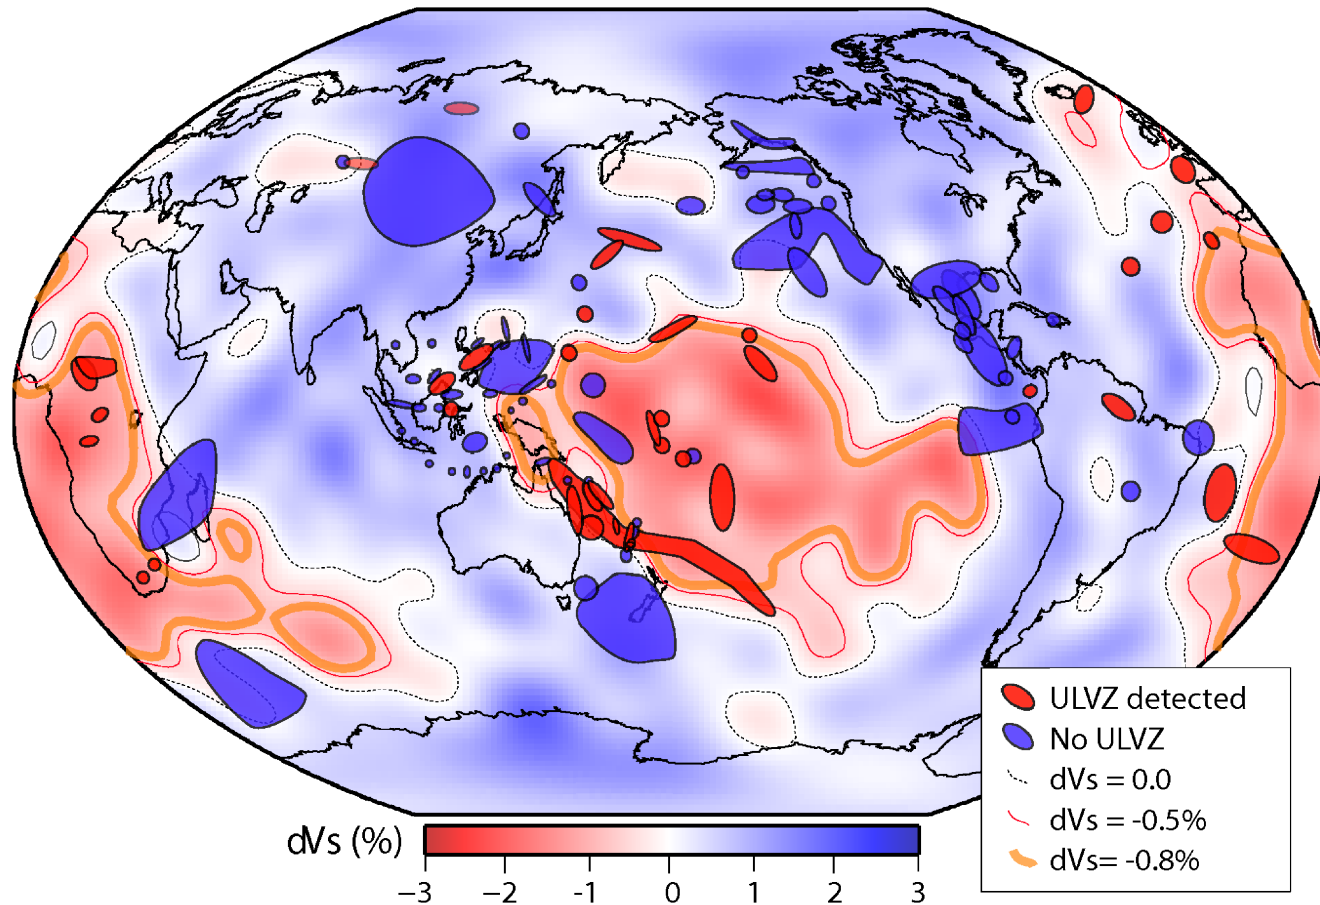 ULVZ detected
No ULVZ
dVs = 0.0
dVs = -0.5%
dVs= -0.8%
dVs (%)
−3 −2 -1 0 1 2 3